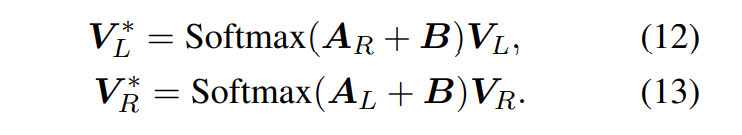 V*_L = Softmax(A_R + B)V_L, (12)
V*_R = Softmax(A_L + B)V_R. (13)